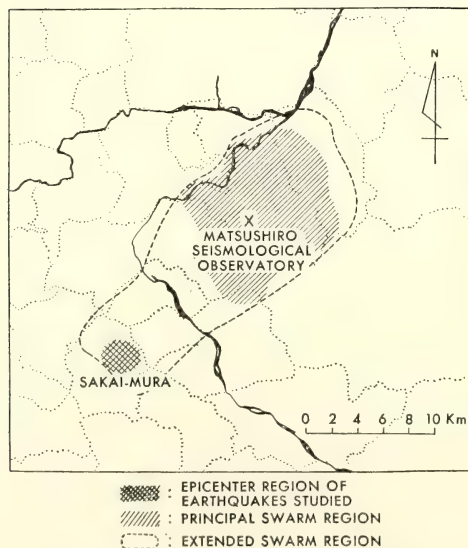 N
X
MATSUSHIRO
SEISMOLOGICAL
OBSERVATORY
SAKAI-MURA
0 2 4 6 8 10 Km
: EPICENTER REGION OF
EARTHQUAKES STUDIED
: PRINCIPAL SWARM REGION
: EXTENDED SWARM REGION